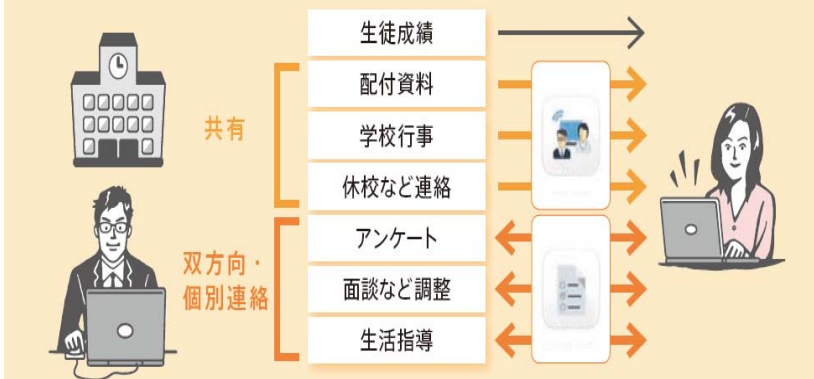 生徒成績
共有
配付資料
学校行事
休校など連絡
双方向・
個別連絡
アンケート
面談など調整
生活指導